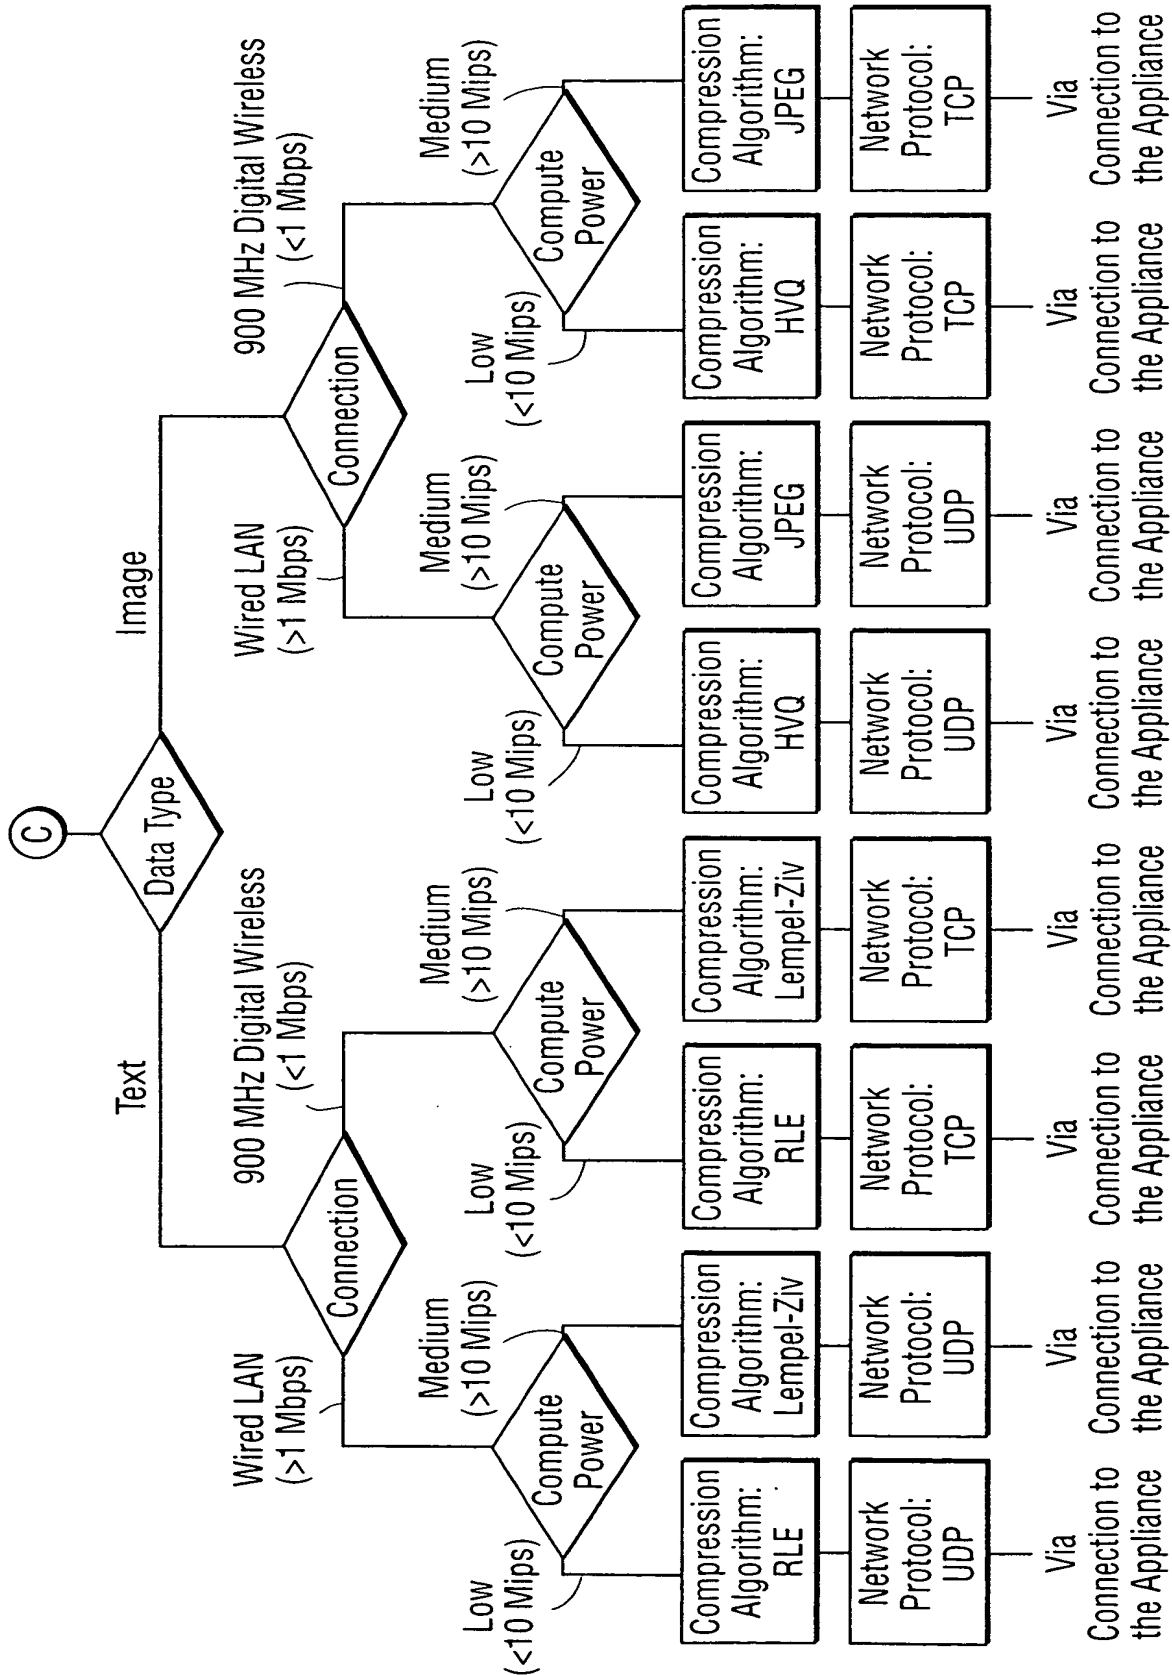 C
Data Type
Text
Image
Connection
Wired LAN
(>1 Mbps)
900 MHz Digital Wireless
(<1 Mbps)
Connection
Wired LAN
(>1 Mbps)
900 MHz Digital Wireless
(<1 Mbps)
Compute
Power
Low
(<10 Mips)
Medium
(>10 Mips)
Compute
Power
Low
(<10 Mips)
Medium
(>10 Mips)
Compute
Power
Low
(<10 Mips)
Medium
(>10 Mips)
Compute
Power
Low
(<10 Mips)
Medium
(>10 Mips)
Compression
Algorithm:
RLE
Compression
Algorithm:
Lempel-Ziv
Compression
Algorithm:
RLE
Compression
Algorithm:
Lempel-Ziv
Compression
Algorithm:
HVQ
Compression
Algorithm:
JPEG
Compression
Algorithm:
HVQ
Compression
Algorithm:
JPEG
Network
Protocol:
UDP
Network
Protocol:
UDP
Network
Protocol:
TCP
Network
Protocol:
TCP
Network
Protocol:
UDP
Network
Protocol:
UDP
Network
Protocol:
TCP
Network
Protocol:
TCP
Via
Connection to
the Appliance
Via
Connection to
the Appliance
Via
Connection to
the Appliance
Via
Connection to
the Appliance
Via
Connection to
the Appliance
Via
Connection to
the Appliance
Via
Connection to
the Appliance
Via
Connection to
the Appliance